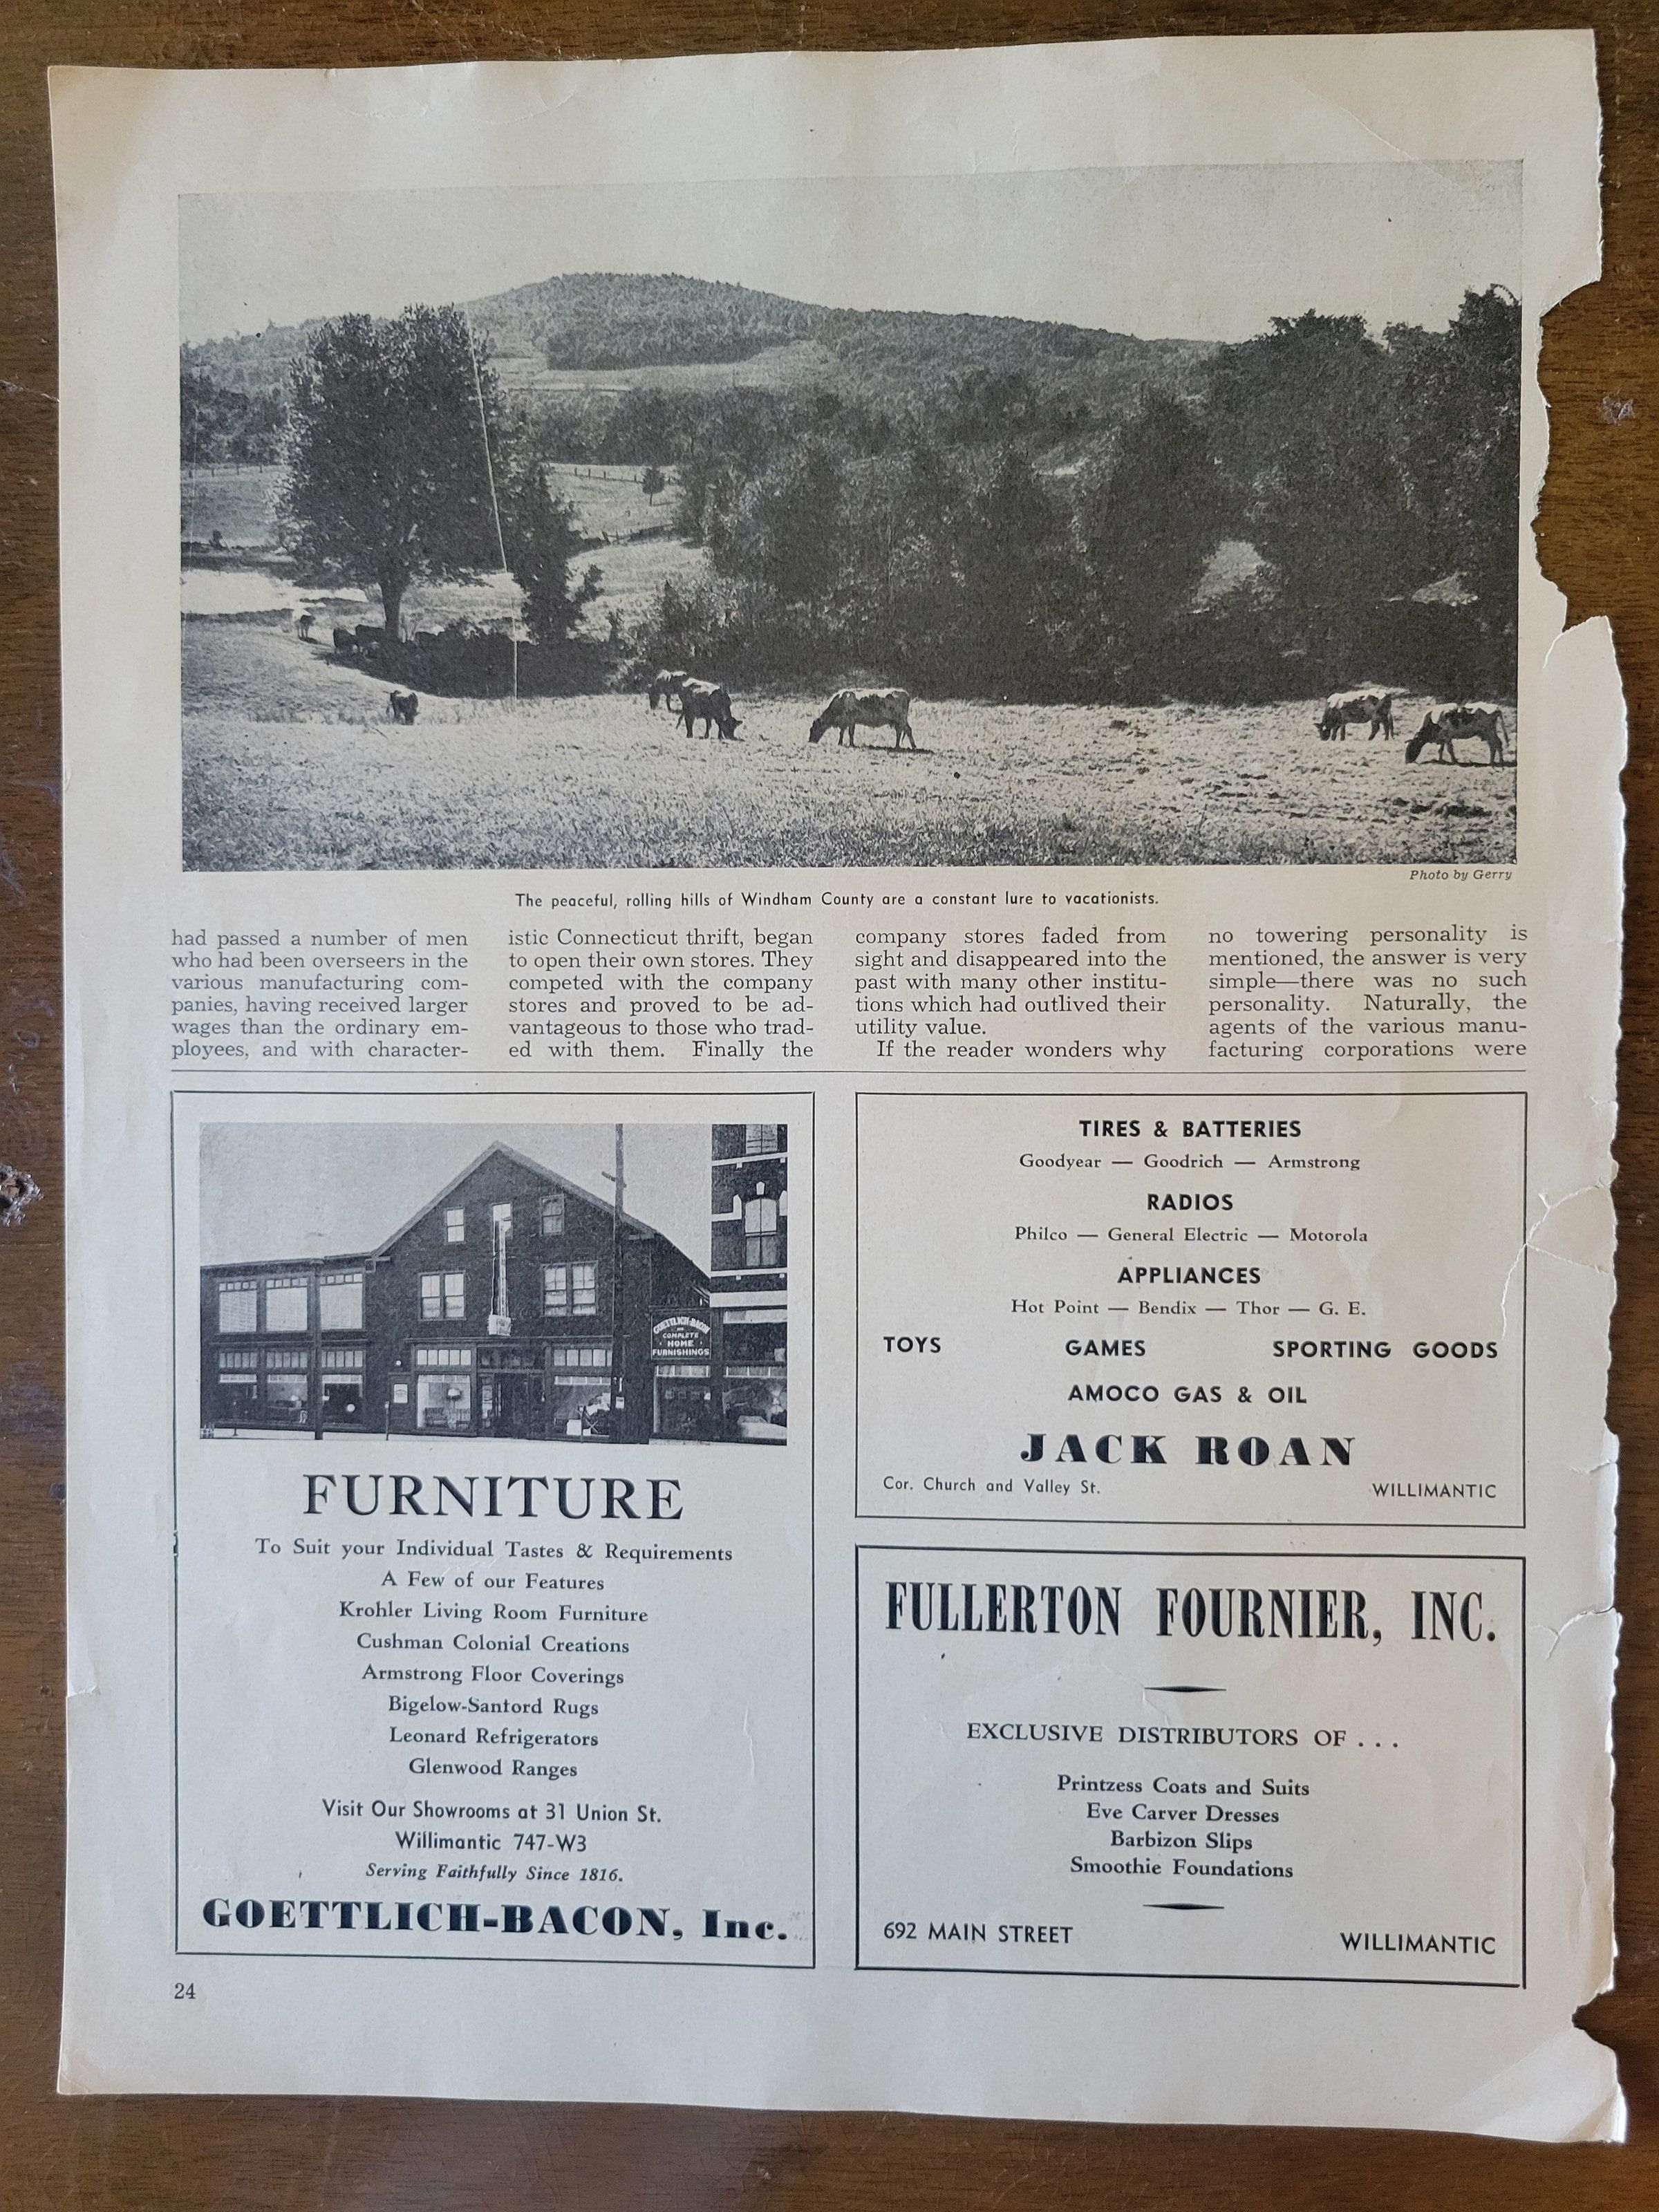 Photo by Gerry
The peaceful, rolling hills of Windham County are a constant lure to vacationists.
had passed a number of men
who had been overseers in the
various manufacturing com-
panies, having received larger
wages than the ordinary em-
ployees, and with character-
istic Connecticut thrift, began
to open their own stores. They
competed with the company
stores and proved to be ad-
vantageous to those who trad-
ed with them. Finally the
company stores faded from
sight and disappeared into the
past with many other institu-
tions which had outlived their
utility value.
If the reader wonders why
no towering personality is
mentioned, the answer is very
simple—there was no such
personality. Naturally, the
agents of the various manu-
facturing corporations were
GOETTLICH-BACON
COMPLETE
HOME
FURNISHINGS
FURNITURE
To Suit your Individual Tastes & Requirements
A Few of our Features
Krohler Living Room Furniture
Cushman Colonial Creations
Armstrong Floor Coverings
Bigelow-Sanford Rugs
Leonard Refrigerators
Glenwood Ranges
Visit Our Showrooms at 31 Union St.
Willimantic 747-W3
Serving Faithfully Since 1816.
GOETTLICH-BACON, Inc.
TIRES & BATTERIES
Goodyear — Goodrich — Armstrong
RADIOS
Philco — General Electric — Motorola
APPLIANCES
Hot Point — Bendix — Thor — G. E.
TOYS GAMES SPORTING GOODS
AMOCO GAS & OIL
JACK ROAN
Cor. Church and Valley St. WILLIMANTIC
FULLERTON FOURNIER, INC.
EXCLUSIVE DISTRIBUTORS OF . . .
Printzess Coats and Suits
Eve Carver Dresses
Barbizon Slips
Smoothie Foundations
692 MAIN STREET WILLIMANTIC
24